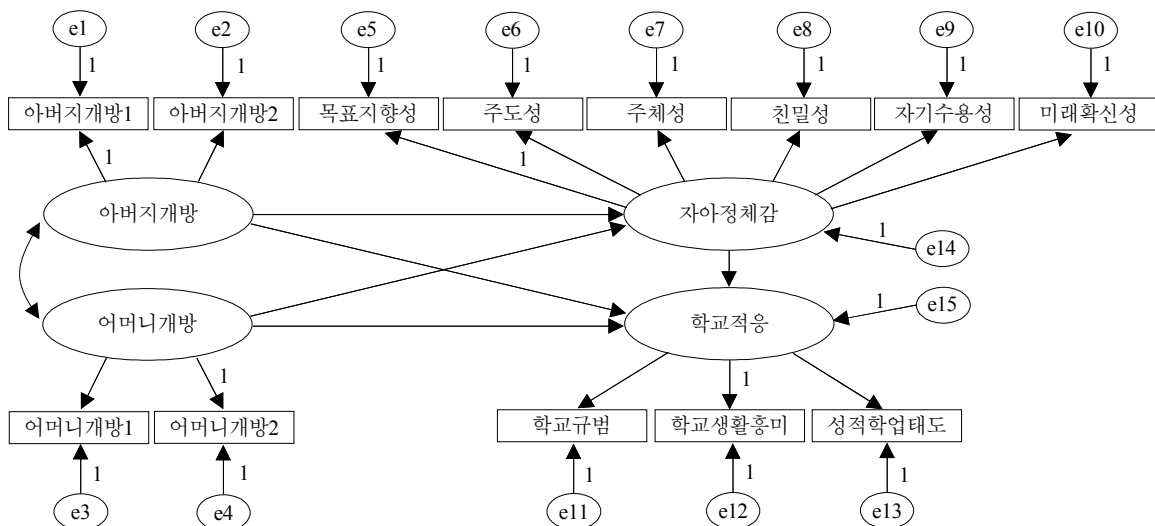 e1 e2 e5 e6 e7 e8 e9 e10
1 1 1 1 1 1 1 1
아버지개방1 아버지개방2 목표지향성 주도성 주체성 친밀성 자기수용성 미래확신성
1 1
아버지개방 자아정체감
1 e14
어머니개방 학교적응 1 e15
1 1
어머니개방1 어머니개방2 학교규범 학교생활흥미 성적학업태도
1 1 1 1 1
e3 e4 e11 e12 e13